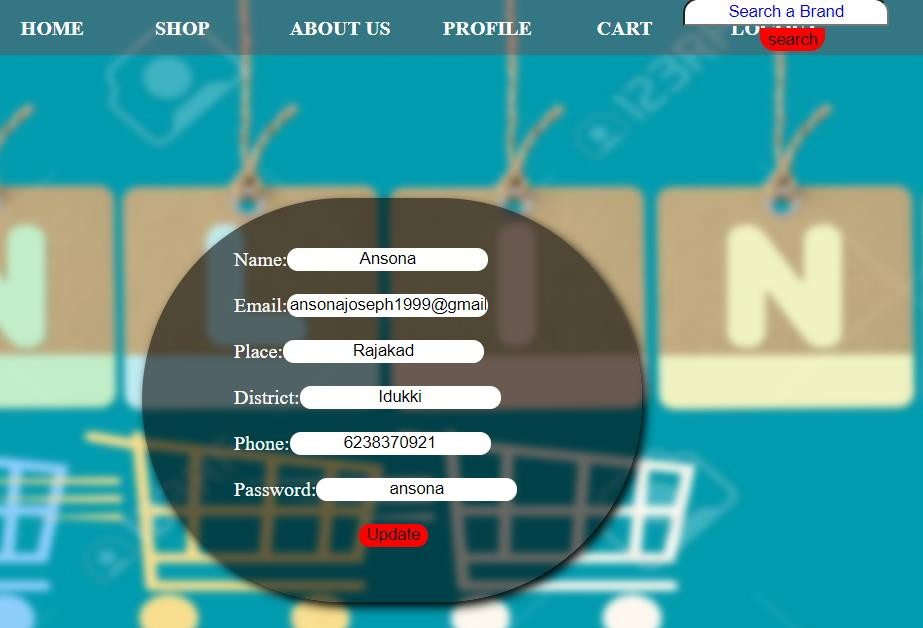 HOME SHOP ABOUT US PROFILE CART
Search a Brand
search
123R
N I I N
Name: Ansona
Email: ansonajoseph1999@gmail
Place: Rajakad
District: Idukki
Phone: 6238370921
Password: ansona
Update